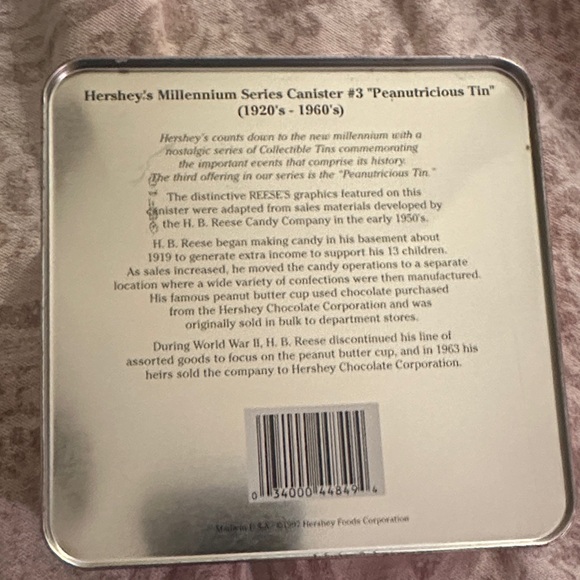 Hershey's Millennium Series Canister #3 "Peanutricious Tin"
(1920's - 1960's)
Hershey's counts down to the new millennium with a
nostalgic series of Collectible Tins commemorating
the important events that comprise its history.
The third offering in our series is the "Peanutricious Tin."
The distinctive REESE'S graphics featured on this
canister were adapted from sales materials developed by
the H. B. Reese Candy Company in the early 1950's.
H. B. Reese began making candy in his basement about
1919 to generate extra income to support his 13 children.
As sales increased, he moved the candy operations to a separate
location where a wide variety of confections were then manufactured.
His famous peanut butter cup used chocolate purchased
from the Hershey Chocolate Corporation and was
originally sold in bulk to department stores.
During World War II, H. B. Reese discontinued his line of
assorted goods to focus on the peanut butter cup, and in 1963 his
heirs sold the company to Hershey Chocolate Corporation.
0 34000 44849 4
Made in U.S.A. ©1997 Hershey Foods Corporation